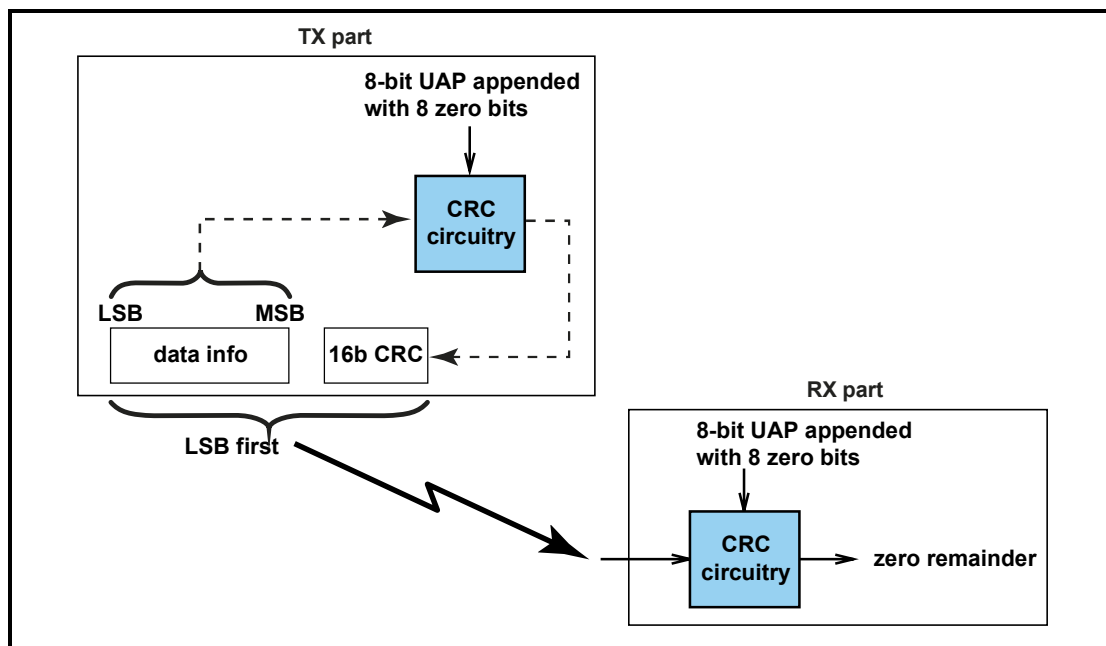 TX part
8-bit UAP appended
with 8 zero bits
CRC
circuitry
LSB
MSB
data info
16b CRC
LSB first
RX part
8-bit UAP appended
with 8 zero bits
CRC
circuitry
zero remainder